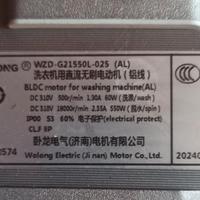 WZD-G21550L-025 (AL)
洗衣机用直流无刷电动机(铝线)
BLDC motor for washing machine(AL)
DC 310V 500r/min 1.90A 60W(洗涤/wash)
DC 310V 18000r/min 2.35A 550W(脱水/spin)
IP00 S3 60% 电子保护(electric protect)
CL.F 8P
卧龙电气(济南)电机有限公司
Wolong Electric(Ji nan) Motor Co., Ltd.